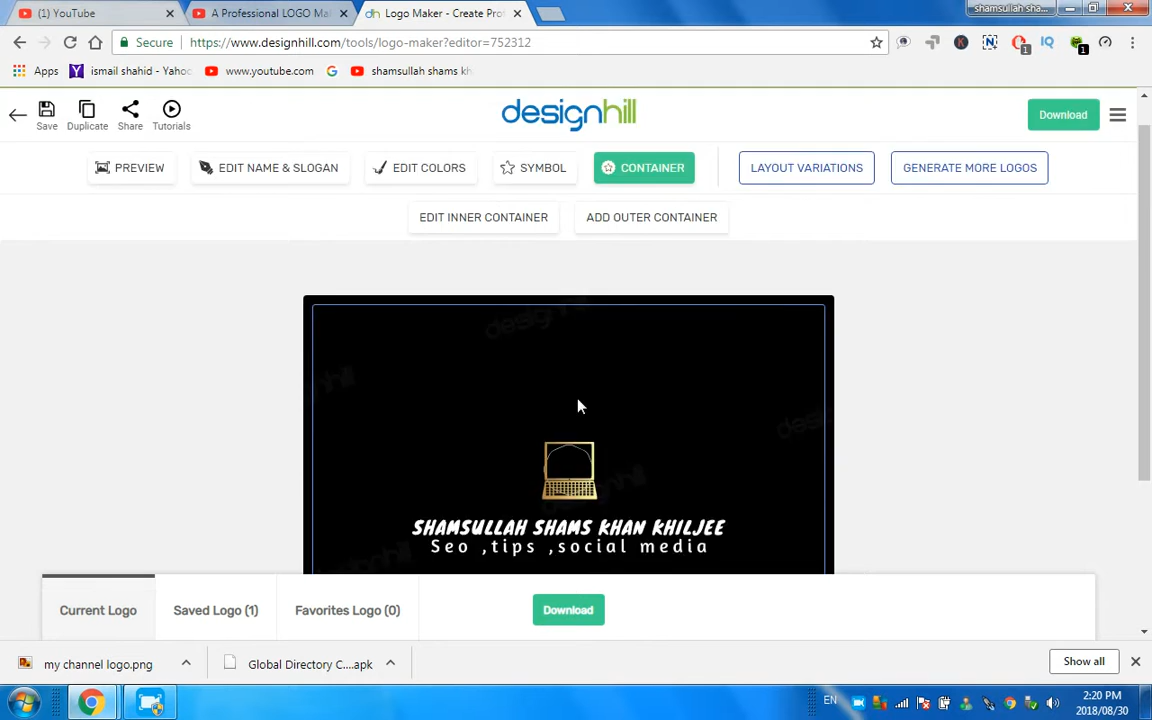 (1) YouTube
A Professional LOGO Ma
Logo Maker - Create Pro
shamsullah sha...
Secure
https://www.designhill.com/tools/logo-maker?editor=752312
1
1
Apps
ismail shahid - Yahoo
www.youtube.com
shamsullah shams kh
Save
Duplicate
Share
Tutorials
designhill
Download
PREVIEW
EDIT NAME & SLOGAN
EDIT COLORS
SYMBOL
CONTAINER
LAYOUT VARIATIONS
GENERATE MORE LOGOS
EDIT INNER CONTAINER
ADD OUTER CONTAINER
SHAMSULLAH SHAMS KHAN KHILJEE
Seo ,tips ,social media
Current Logo
Saved Logo (1)
Favorites Logo (0)
Download
my channel logo.png
Global Directory C....apk
Show all
EN
2:20 PM
2018/08/30